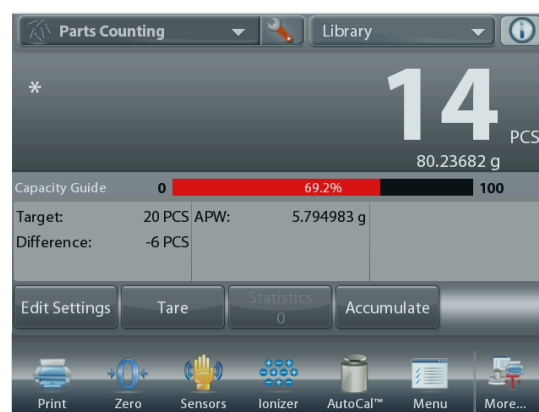 Parts Counting Library
*
14 PCS
80.23682 g
Capacity Guide 0 69.2% 100
Target: 20 PCS APW: 5.794983 g
Difference: -6 PCS
Edit Settings Tare Statistics 0 Accumulate
Print Zero Sensors Ionizer AutoCal™ Menu More...